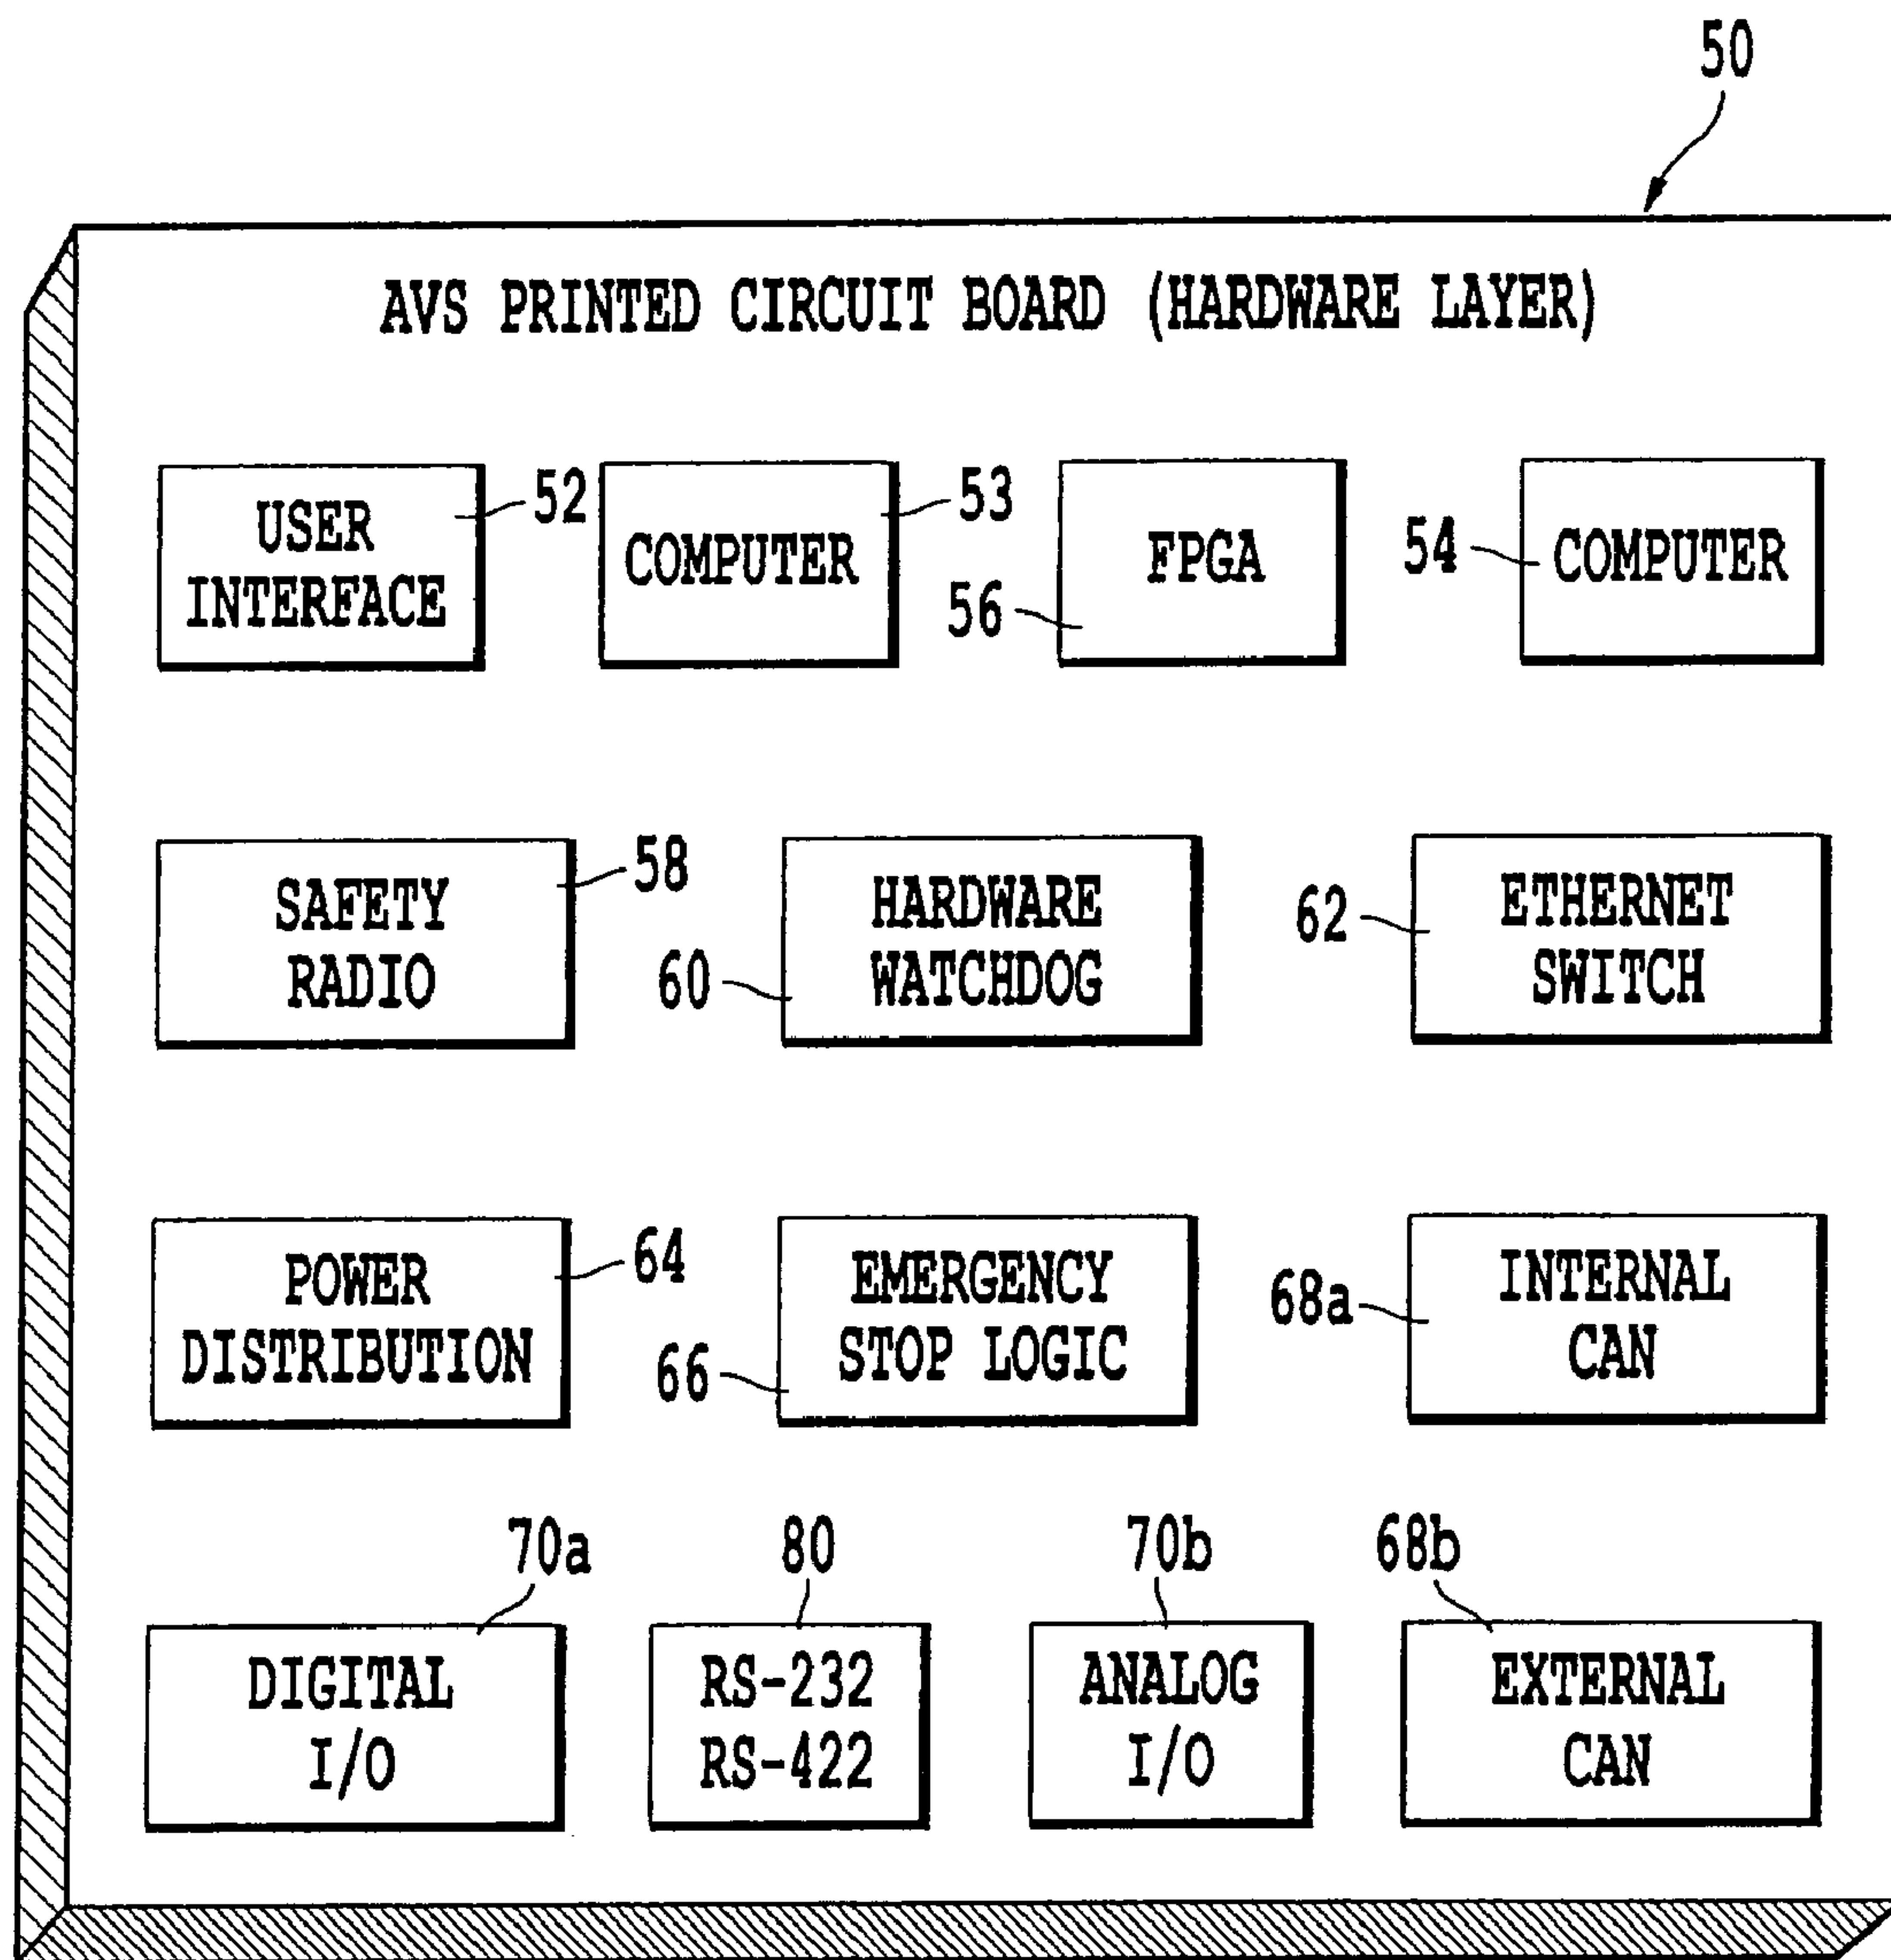 50
AVS PRINTED CIRCUIT BOARD (HARDWARE LAYER)
USER
INTERFACE
52
COMPUTER
53
FPGA
56
54
COMPUTER
SAFETY
RADIO
58
HARDWARE
WATCHDOG
60
62
ETHERNET
SWITCH
POWER
DISTRIBUTION
64
EMERGENCY
STOP LOGIC
66
68a
INTERNAL
CAN
70a
80
70b
68b
DIGITAL
I/O
RS-232
RS-422
ANALOG
I/O
EXTERNAL
CAN